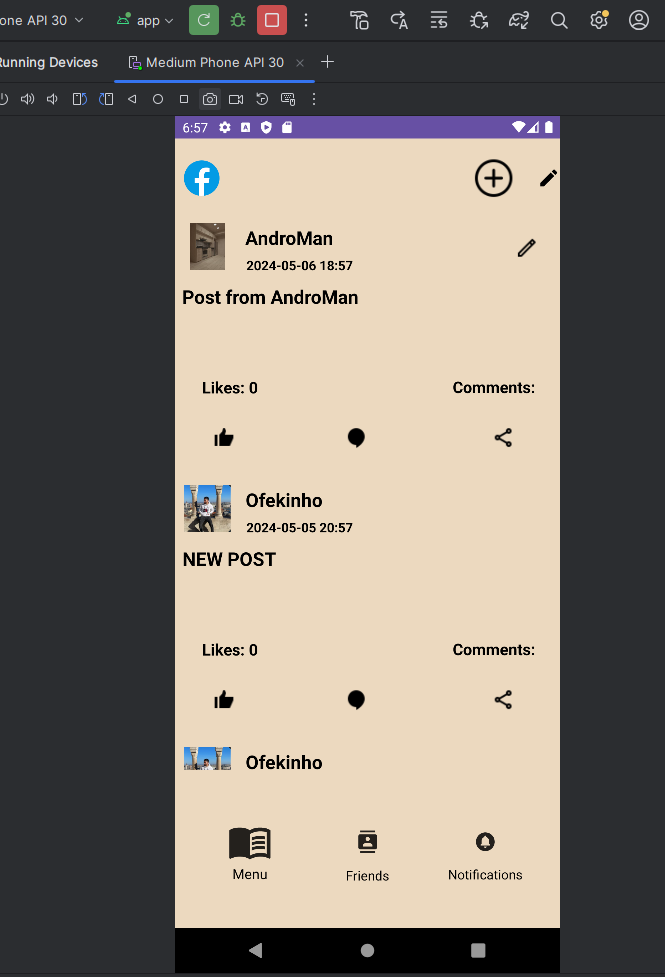 one API 30 app
Running Devices Medium Phone API 30
6:57
AndroMan
2024-05-06 18:57
Post from AndroMan
Likes: 0 Comments:
Ofekinho
2024-05-05 20:57
NEW POST
Likes: 0 Comments:
Ofekinho
Menu Friends Notifications